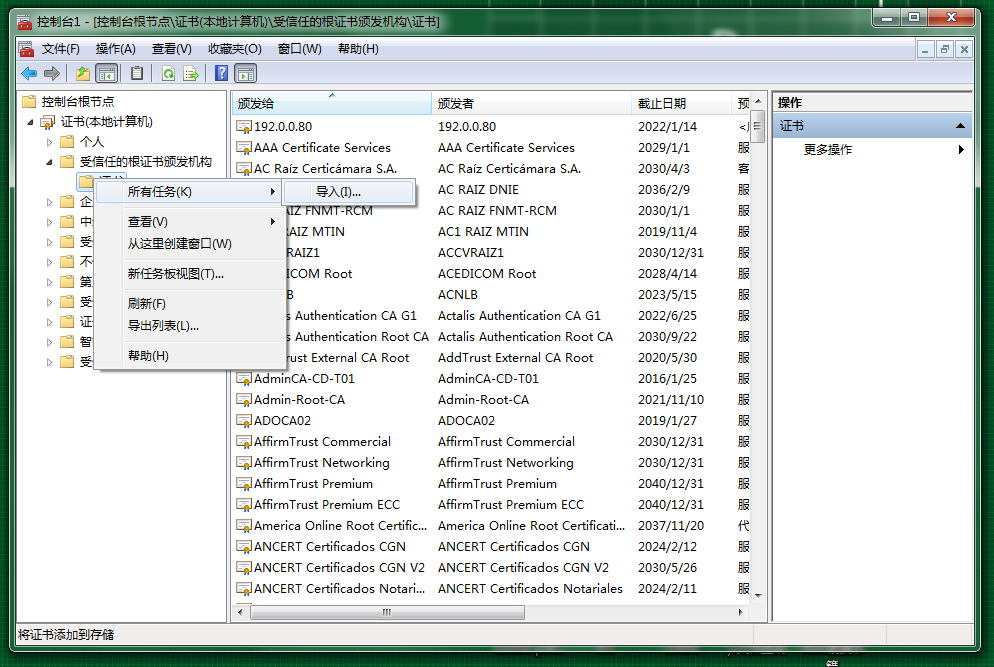 控制台1 - [控制台根节点\证书(本地计算机)\受信任的根证书颁发机构\证书]
文件(F) 操作(A) 查看(V) 收藏夹(O) 窗口(W) 帮助(H)
控制台根节点
证书(本地计算机)
个人
受信任的根证书颁发机构
证书
企
中
受
不
第
受
证
智
受
所有任务(K)
查看(V)
从这里创建窗口(W)
新任务板视图(T)...
刷新(F)
导出列表(L)...
帮助(H)
导入(I)...
颁发给 颁发者 截止日期 预
192.0.0.80 192.0.0.80 2022/1/14 <
AAA Certificate Services AAA Certificate Services 2029/1/1 服
AC Raíz Certicámara S.A. AC Raíz Certicámara S.A. 2030/4/3 客
AC RAIZ DNIE 2036/2/9 服
AIZ FNMT-RCM AC RAIZ FNMT-RCM 2030/1/1 服
RAIZ MTIN AC1 RAIZ MTIN 2019/11/4 服
RAIZ1 ACCVRAIZ1 2030/12/31 服
EDICOM Root ACEDICOM Root 2028/4/14 服
B ACNLB 2023/5/15 服
s Authentication CA G1 Actalis Authentication CA G1 2022/6/25 服
s Authentication Root CA Actalis Authentication Root CA 2030/9/22 服
rust External CA Root AddTrust External CA Root 2020/5/30 服
AdminCA-CD-T01 AdminCA-CD-T01 2016/1/25 服
Admin-Root-CA Admin-Root-CA 2021/11/10 服
ADOCA02 ADOCA02 2019/1/27 服
AffirmTrust Commercial AffirmTrust Commercial 2030/12/31 服
AffirmTrust Networking AffirmTrust Networking 2030/12/31 服
AffirmTrust Premium AffirmTrust Premium 2040/12/31 服
AffirmTrust Premium ECC AffirmTrust Premium ECC 2040/12/31 服
America Online Root Certific... America Online Root Certificati... 2037/11/20 代
ANCERT Certificados CGN ANCERT Certificados CGN 2024/2/12 服
ANCERT Certificados CGN V2 ANCERT Certificados CGN V2 2030/5/26 服
ANCERT Certificados Notari... ANCERT Certificados Notariales 2024/2/11 服
操作
证书
更多操作
将证书添加到存储